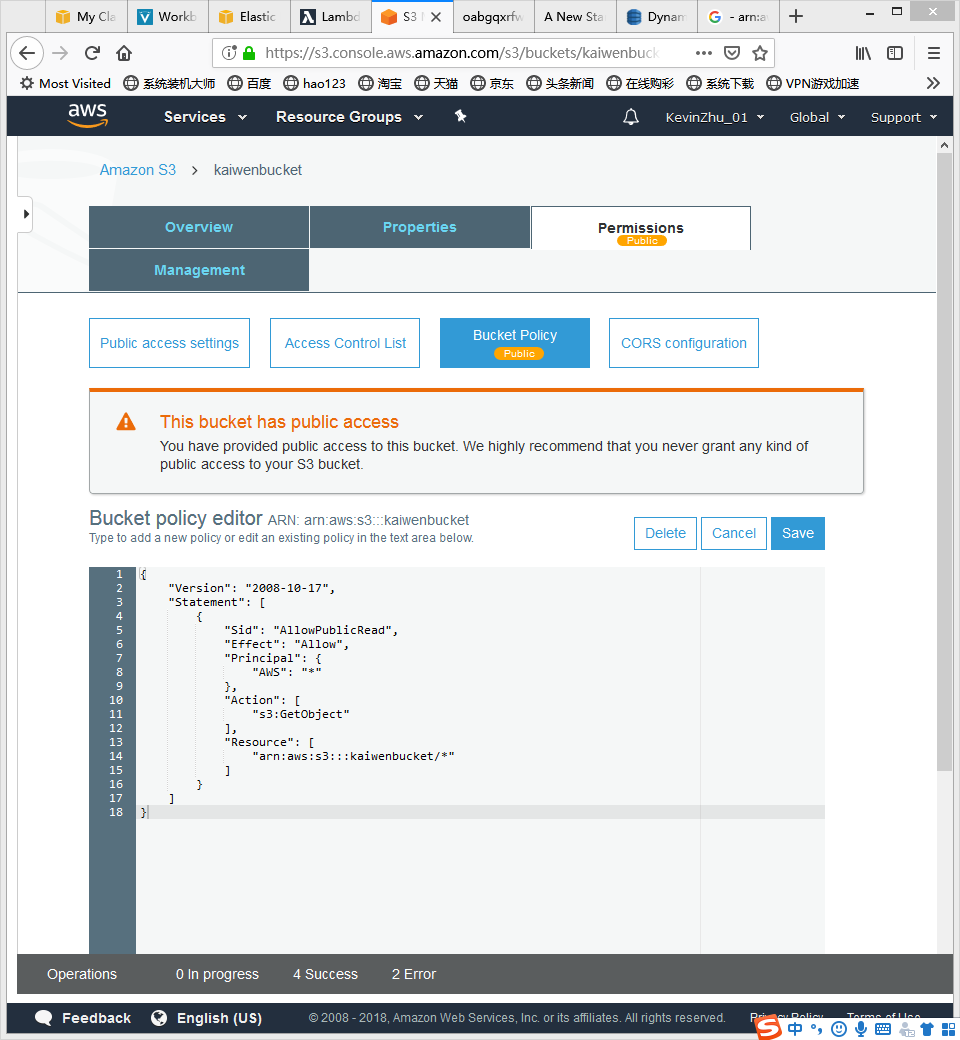 My Cla
Workb
Elastic
Lambd
S3
oabgqxrfw
A New Sta
Dynam
- arn:a
https://s3.console.aws.amazon.com/s3/buckets/kaiwenbuck
Most Visited 系统装机大师 百度 hao123 淘宝 天猫 京东 头条新闻 在线购彩 系统下载 VPN游戏加速
aws Services Resource Groups KevinZhu_01 Global Support
Amazon S3 > kaiwenbucket
Overview
Properties
Permissions
Public
Management
Public access settings
Access Control List
Bucket Policy
Public
CORS configuration
This bucket has public access
You have provided public access to this bucket. We highly recommend that you never grant any kind of
public access to your S3 bucket.
Bucket policy editor ARN: arn:aws:s3:::kaiwenbucket
Type to add a new policy or edit an existing policy in the text area below.
Delete Cancel Save
1 {
2 "Version": "2008-10-17",
3 "Statement": [
4 {
5 "Sid": "AllowPublicRead",
6 "Effect": "Allow",
7 "Principal": {
8 "AWS": "*"
9 },
10 "Action": [
11 "s3:GetObject"
12 ],
13 "Resource": [
14 "arn:aws:s3:::kaiwenbucket/*"
15 ]
16 }
17 ]
18 }
Operations 0 In progress 4 Success 2 Error
Feedback English (US) © 2008 - 2018, Amazon Web Services, Inc. or its affiliates. All rights reserved. Privacy Policy Terms of Use
中